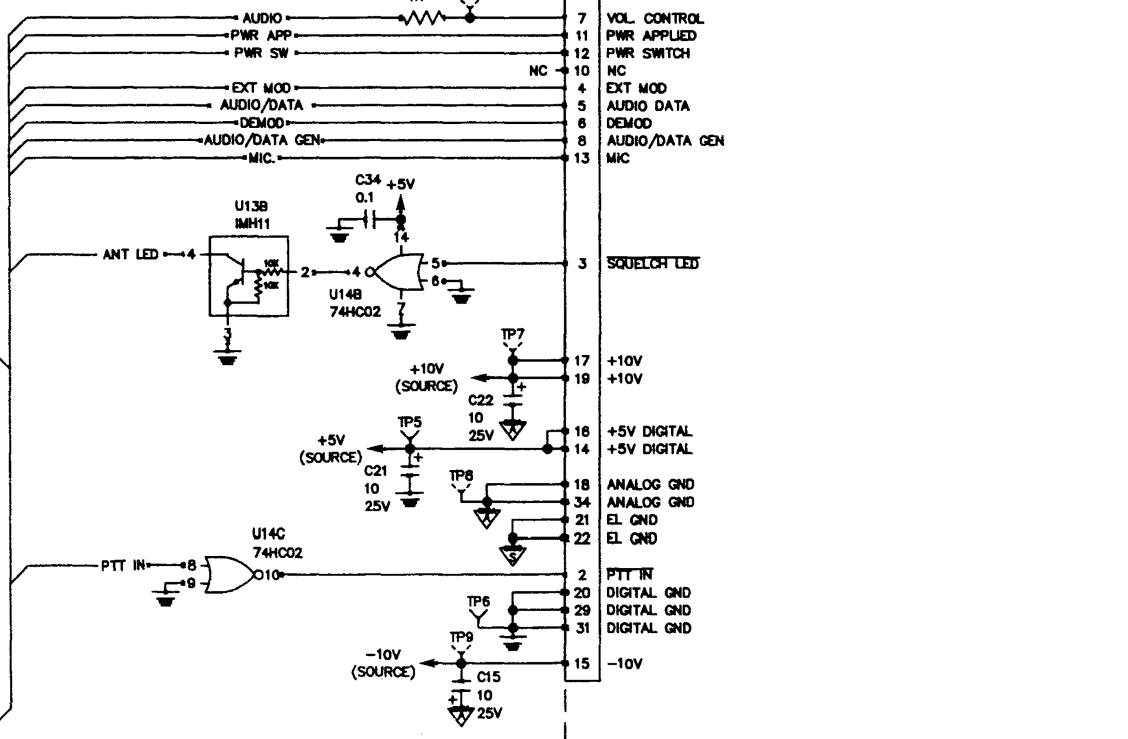 AUDIO 7 VOL. CONTROL
PWR APP 11 PWR APPLIED
PWR SW 12 PWR SWITCH
NC 10 NC
EXT MOD 4 EXT MOD
AUDIO/DATA 5 AUDIO DATA
DEMOD 6 DEMOD
AUDIO/DATA GEN 8 AUDIO/DATA GEN
MIC. 13 MIC
C34
0.1
+5V
14
U13B
IMH11
ANT LED 4
10K
10K
2
3
4
5
6
7
U14B
74HC02
3 SQUELCH LED
TP7
17 +10V
+10V
(SOURCE)
19 +10V
C22
10
25V
16 +5V DIGITAL
TP5
+5V
(SOURCE)
14 +5V DIGITAL
C21
10
25V
TP8
18 ANALOG GND
34 ANALOG GND
A
21 EL GND
22 EL GND
S
U14C
74HC02
PTT IN 8
9
10
2 PTT IN
20 DIGITAL GND
TP6
29 DIGITAL GND
31 DIGITAL GND
TP9
-10V
(SOURCE)
15 -10V
C15
10
25V